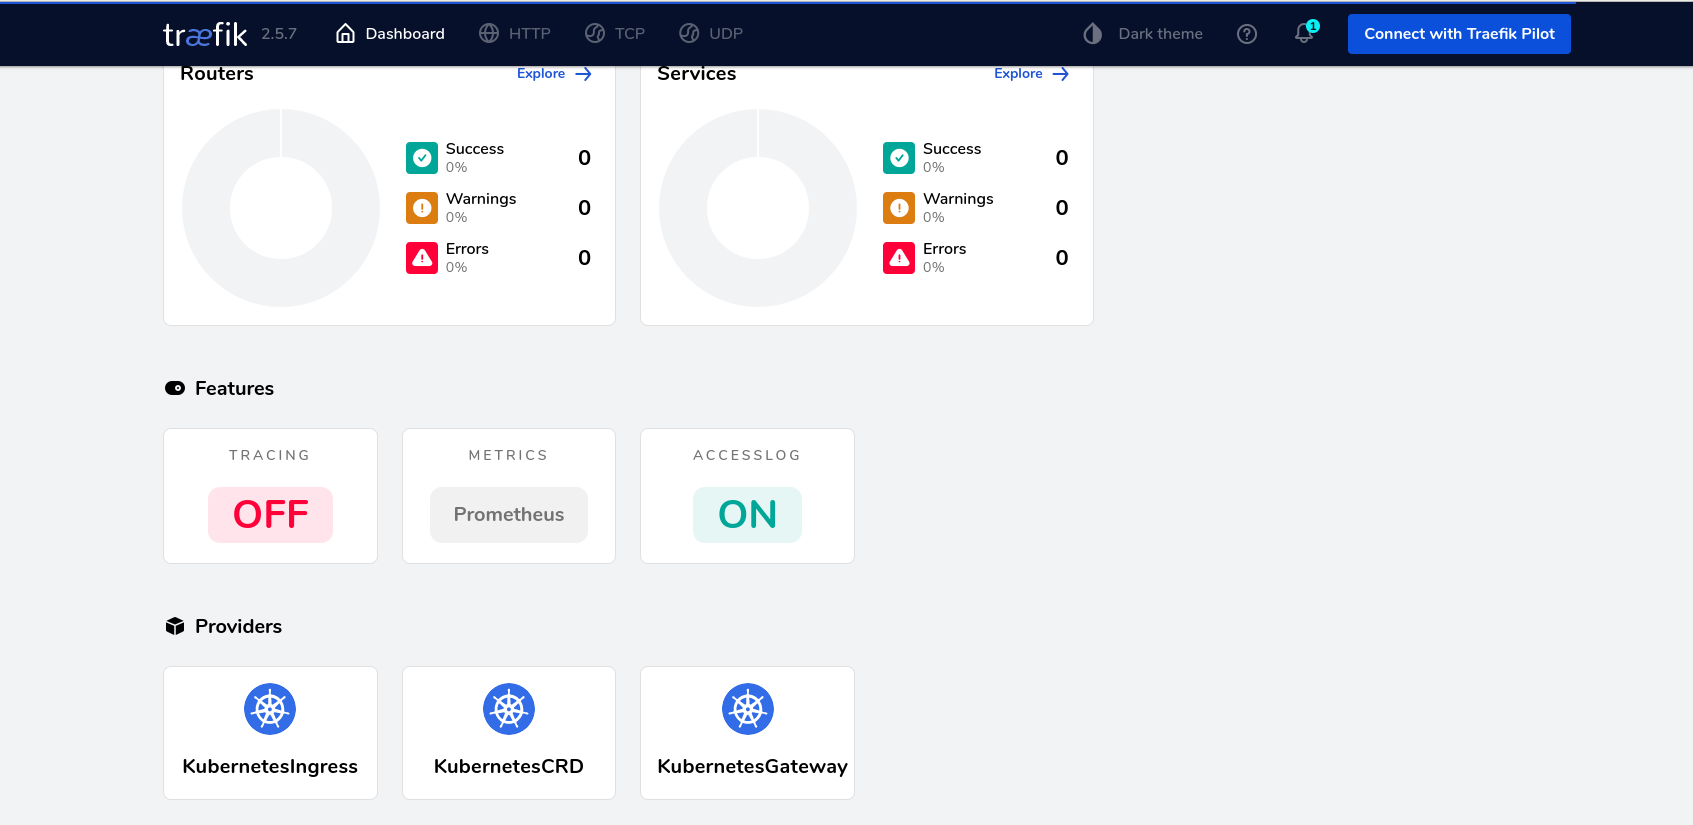 træfik 2.5.7 Dashboard HTTP TCP UDP Dark theme 1 Connect with Traefik Pilot
Routers Explore
Success 0
0%
Warnings 0
0%
Errors 0
0%
Services Explore
Success 0
0%
Warnings 0
0%
Errors 0
0%
Features
TRACING
OFF
METRICS
Prometheus
ACCESSLOG
ON
Providers
KubernetesIngress
KubernetesCRD
KubernetesGateway